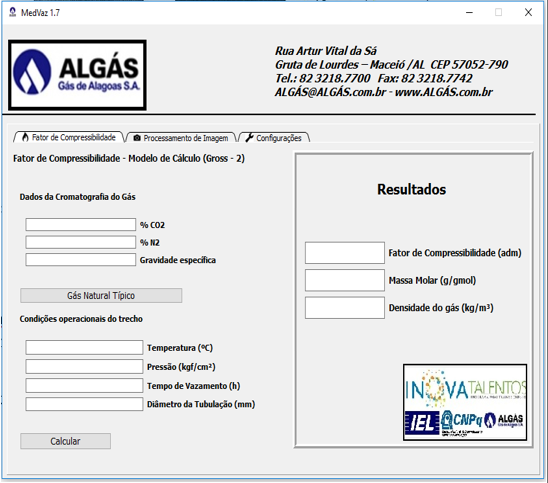 MedVaz 1.7
ALGÁS
Gás de Alagoas S.A.
Rua Artur Vital da Sá
Gruta de Lourdes – Maceió /AL CEP 57052-790
Tel.: 82 3218.7700 Fax: 82 3218.7742
ALGÁS@ALGÁS.com.br - www.ALGÁS.com.br
Fator de Compressibilidade
Processamento de Imagem
Configurações
Fator de Compressibilidade - Modelo de Cálculo (Gross - 2)
Dados da Cromatografia do Gás
% CO2
% N2
Gravidade específica
Gás Natural Típico
Condições operacionais do trecho
Temperatura (ºC)
Pressão (kgf/cm²)
Tempo de Vazamento (h)
Diâmetro da Tubulação (mm)
Calcular
Resultados
Fator de Compressibilidade (adm)
Massa Molar (g/gmol)
Densidade do gás (kg/m³)
INOVA TALENTOS
IEL CNPq ALGÁS